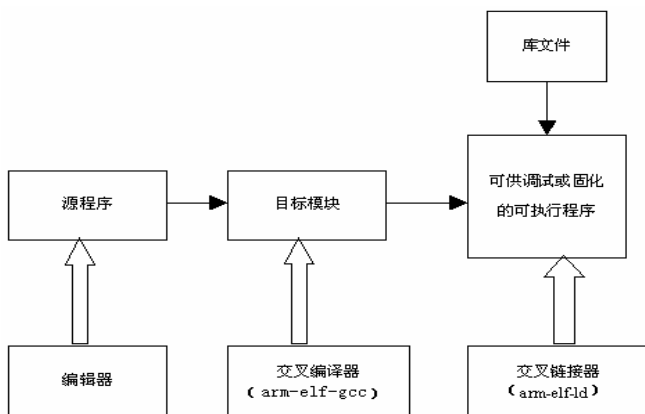 库文件
源程序
目标模块
可供调试或固化
的可执行程序
编辑器
交叉编译器
(arm-elf-gcc)
交叉链接器
(arm-elf-ld)